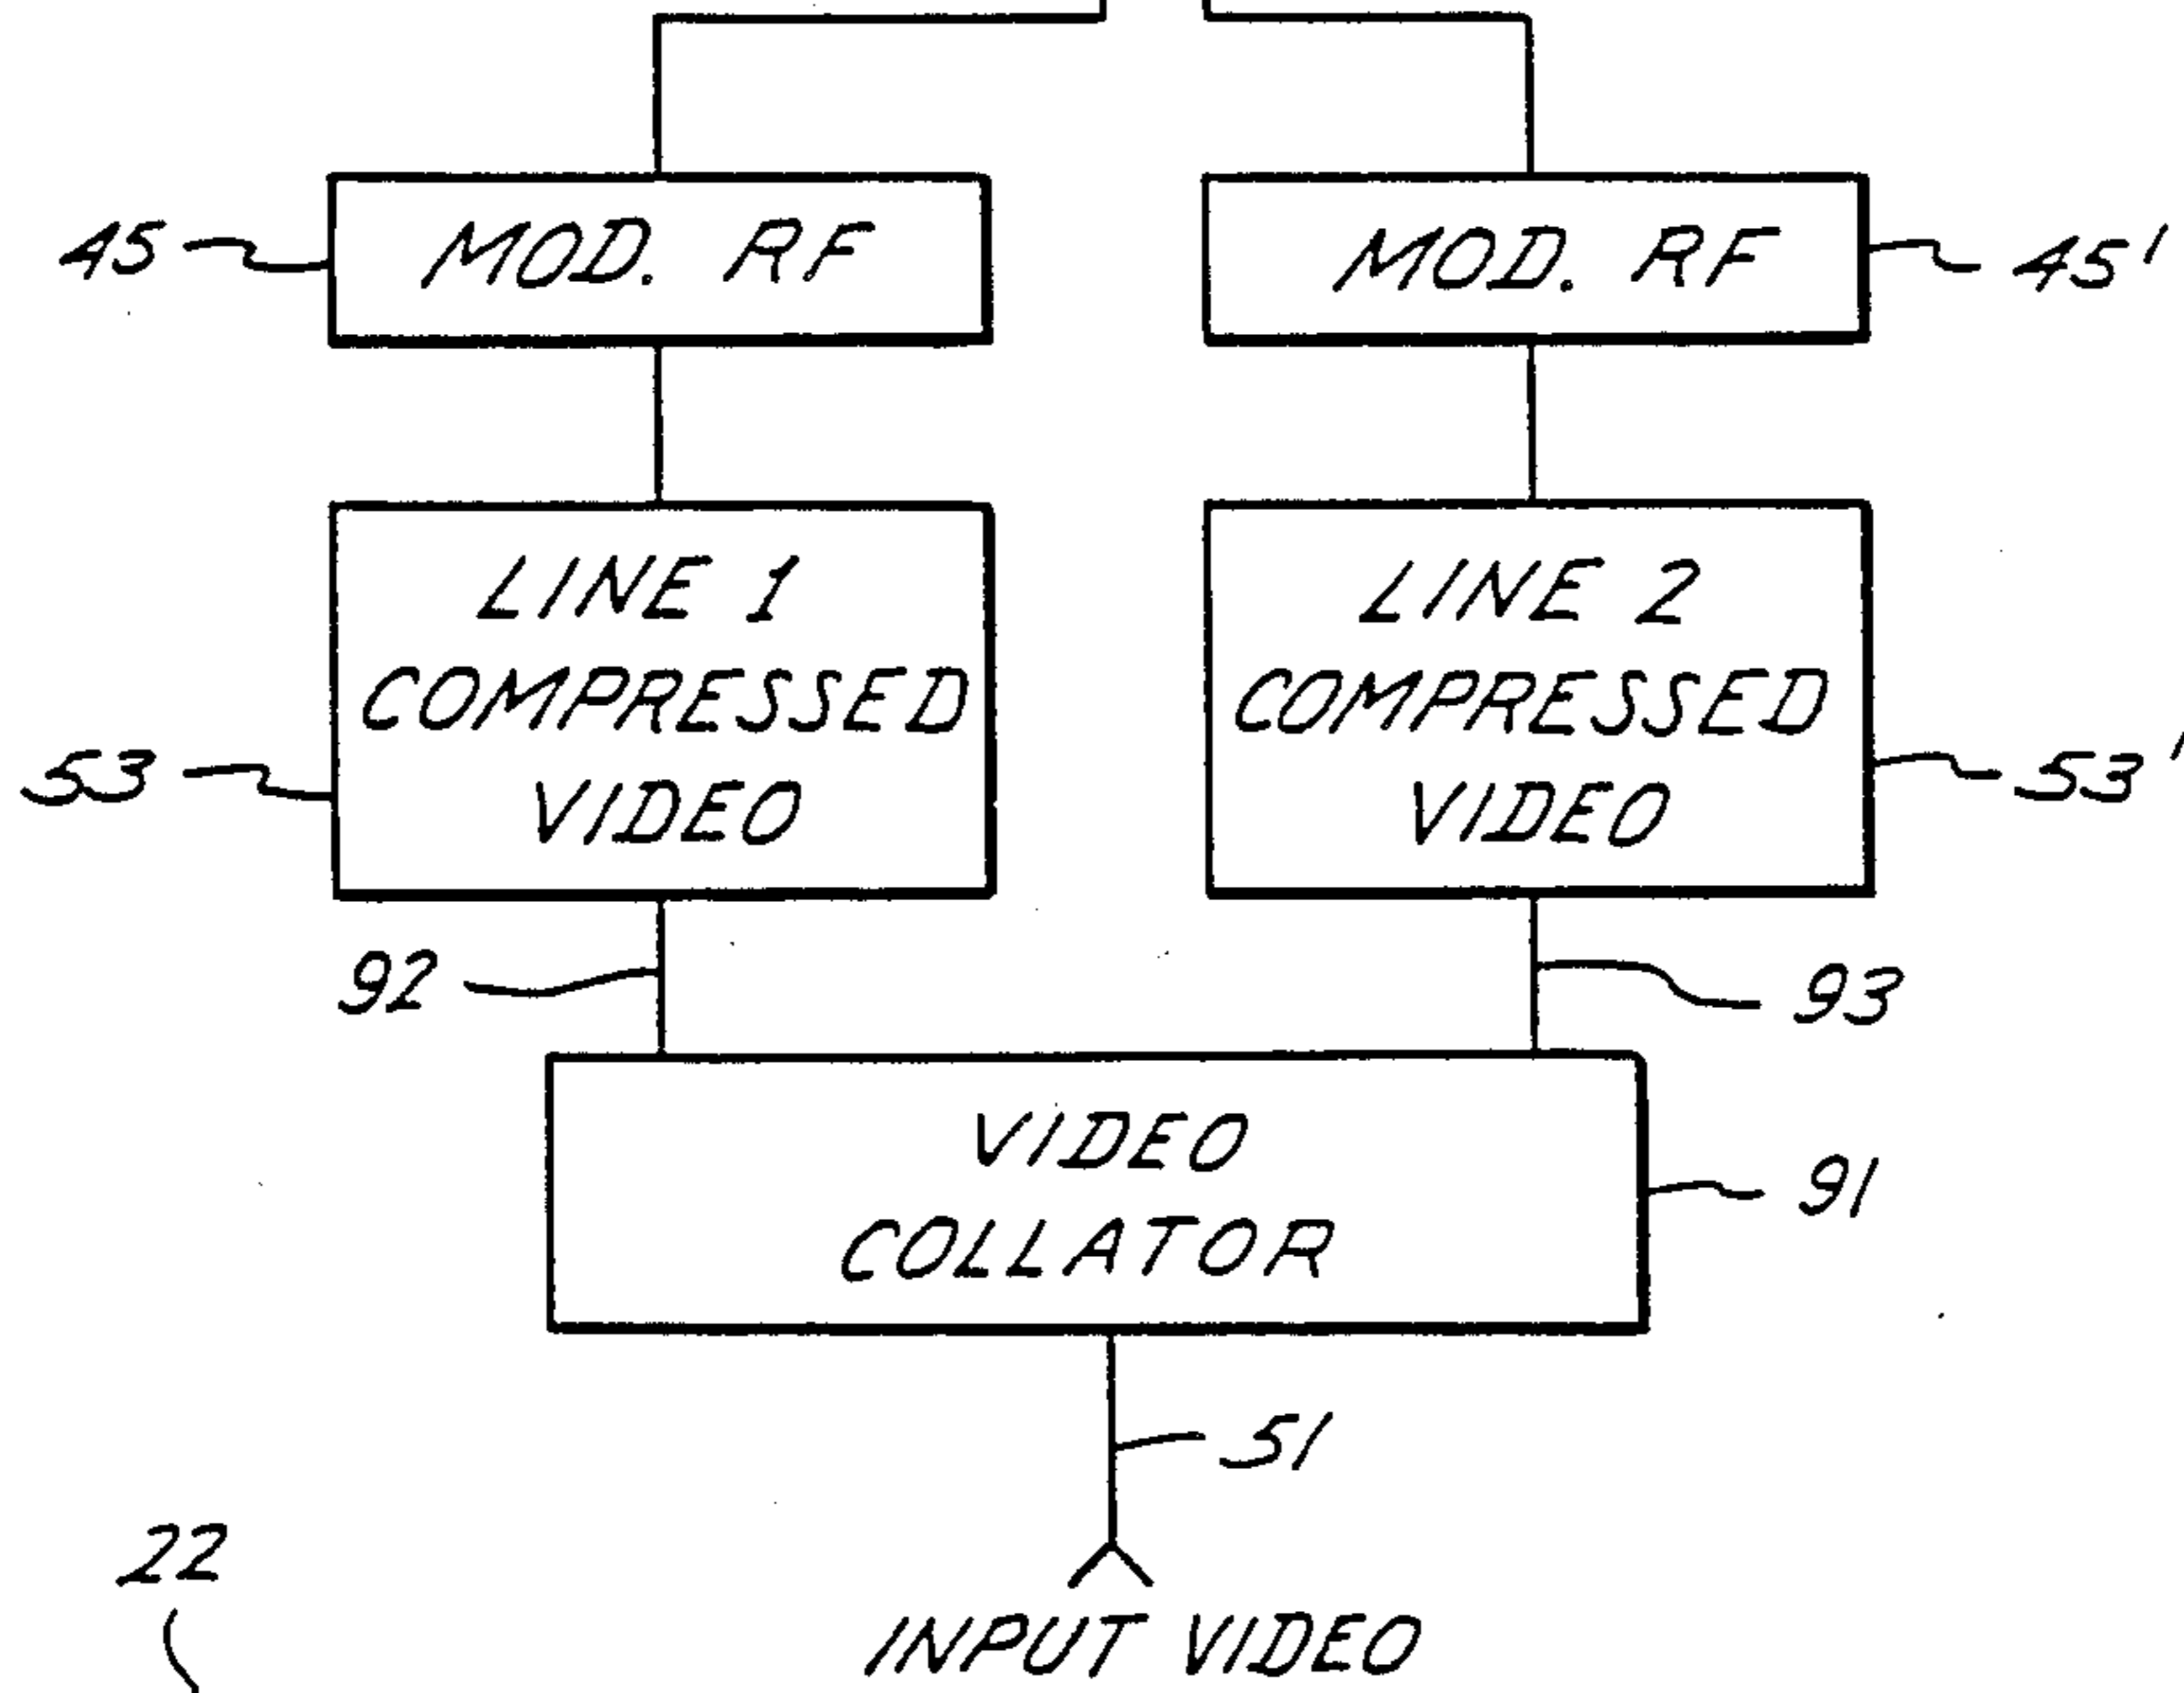 45
MOD. RF
MOD. RF
45'
LINE 1
COMPRESSED
VIDEO
53
LINE 2
COMPRESSED
VIDEO
53'
92
93
VIDEO
COLLATOR
91
51
22
INPUT VIDEO